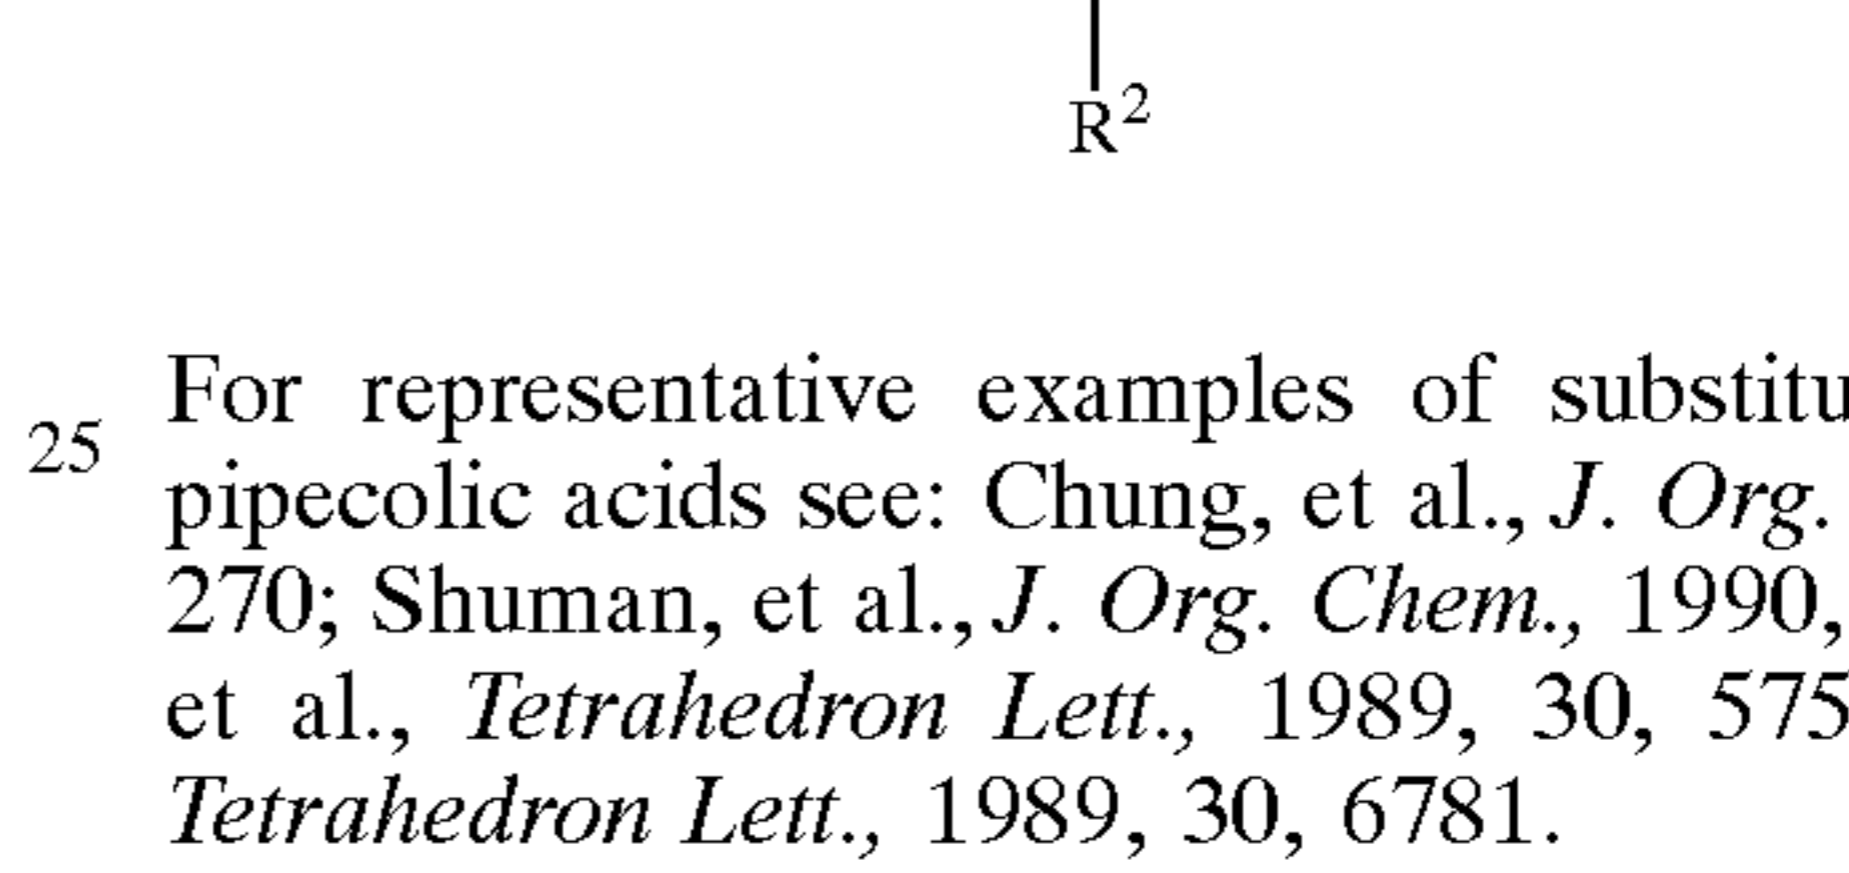 R²
For representative examples of substitu
25
pipecolic acids see: Chung, et al., J. Org.
270; Shuman, et al., J. Org. Chem., 1990,
et al., Tetrahedron Lett., 1989, 30, 575
Tetrahedron Lett., 1989, 30, 6781.